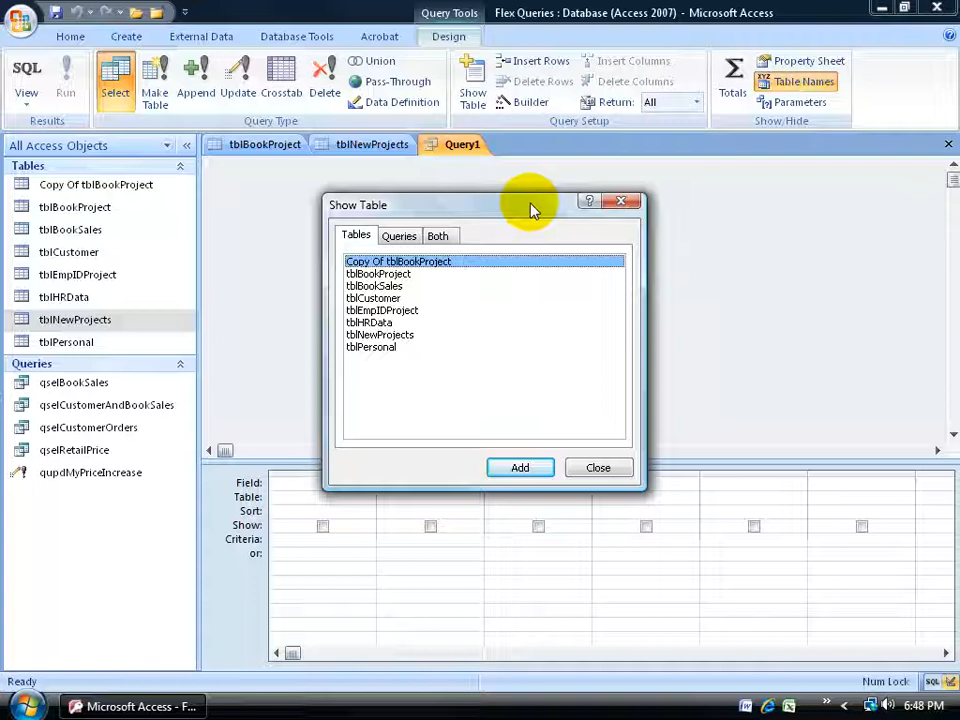 Query Tools
Flex Queries : Database (Access 2007) - Microsoft Access
Home
Create
External Data
Database Tools
Acrobat
Design
SQL
View
Run
Results
Select
Make Table
Append
Update
Crosstab
Delete
Union
Pass-Through
Data Definition
Query Type
Show Table
Insert Rows
Delete Rows
Builder
Insert Columns
Delete Columns
Return: All
Query Setup
Totals
Property Sheet
Table Names
Parameters
Show/Hide
All Access Objects
tblBookProject
tblNewProjects
Query1
Tables
Copy Of tblBookProject
tblBookProject
tblBookSales
tblCustomer
tblEmpIDProject
tblHRData
tblNewProjects
tblPersonal
Queries
qselBookSales
qselCustomerAndBookSales
qselCustomerOrders
qselRetailPrice
qupdMyPriceIncrease
Show Table
Tables
Queries
Both
Copy Of tblBookProject
tblBookProject
tblBookSales
tblCustomer
tblEmpIDProject
tblHRData
tblNewProjects
tblPersonal
Add
Close
Field:
Table:
Sort:
Show:
Criteria:
or:
Ready
Num Lock
SQL
Microsoft Access - F...
6:48 PM